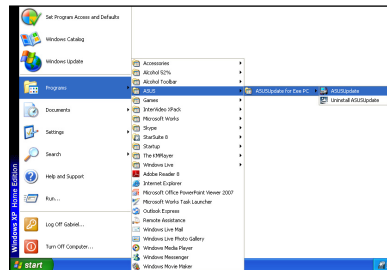 Set Program Access and Defaults
Windows Catalog
Windows Update
Programs
Documents
Settings
Search
Help and Support
Run...
Log Off Gabriel...
Turn Off Computer...
Windows XP Home Edition
start
Accessories
Alcohol 52%
Alcohol Toolbar
ASUS
Games
InterVideo XPack
Microsoft Works
Skype
StarSuite 8
Startup
The KMPlayer
Windows Live
Adobe Reader 8
Internet Explorer
Microsoft Office PowerPoint Viewer 2007
Microsoft Works Task Launcher
Outlook Express
Remote Assistance
Windows Live Mail
Windows Live Photo Gallery
Windows Media Player
Windows Messenger
Windows Movie Maker
ASUSUpdate for Eee PC
ASUSUpdate
Uninstall ASUSUpdate